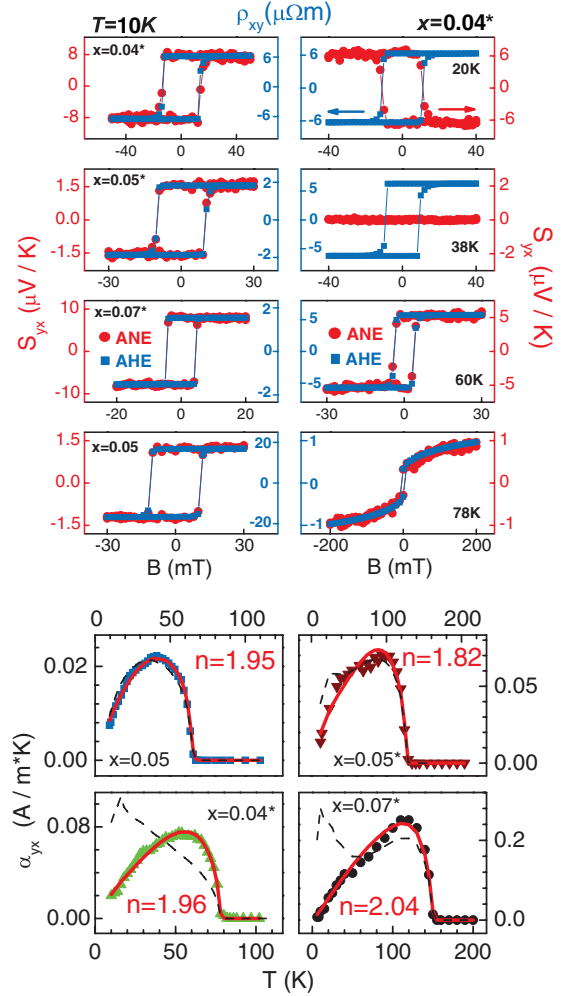 T=10K
ρxy(μΩm)
x=0.04*
8
0
-8
x=0.04*
6
0
-6
-40
0
40
6
0
-6
20K
6
0
-6
-40
0
40
1.5
0.0
-1.5
x=0.05*
2
0
-2
-30
0
30
5
0
-5
38K
2
0
-2
-40
0
40
Syx (μV / K)
Syx (μV / K)
10
0
-10
x=0.07*
ANE
AHE
2
0
-2
-20
0
20
5
0
-5
ANE
AHE
60K
5
0
-5
-30
0
30
1.5
0.0
-1.5
x=0.05
20
0
-20
-30
0
30
B (mT)
1
0
-1
78K
1
0
-1
-200
0
200
B (mT)
0 40 80 120
0 100 200
0.02
0.00
n=1.95
x=0.05
n=1.82
x=0.05*
0.05
0.00
αyx (A / m*K)
0.08
0.00
x=0.04*
n=1.96
x=0.07*
n=2.04
0.2
0.0
0 50 100
0 100 200
T (K)